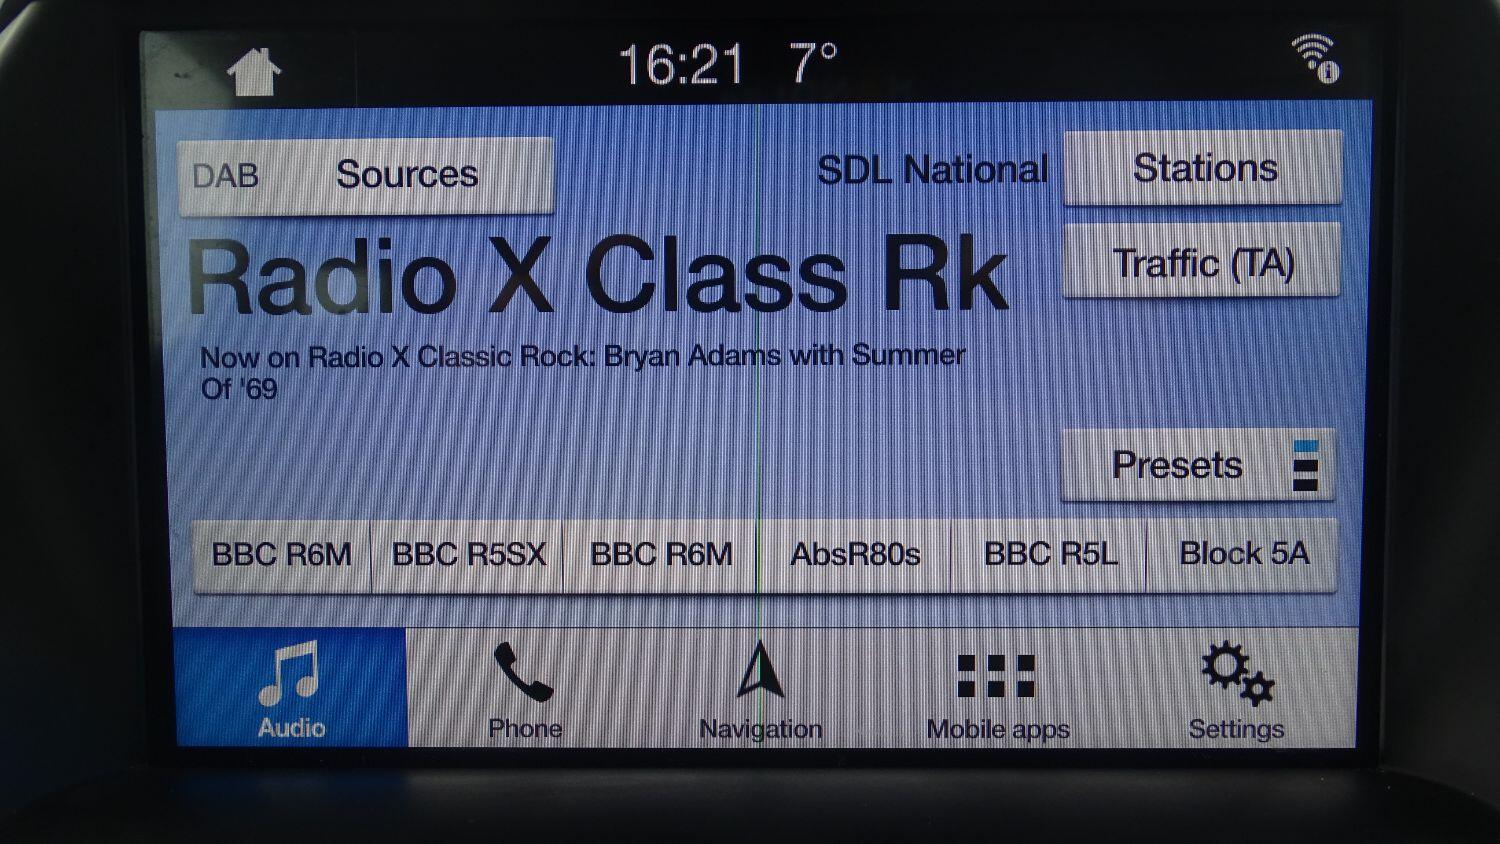 16:21 7°
DAB Sources
SDL National
Stations
Radio X Class Rk
Traffic (TA)
Now on Radio X Classic Rock: Bryan Adams with Summer
Of '69
Presets
BBC R6M BBC R5SX BBC R6M AbsR80s BBC R5L Block 5A
Audio Phone Navigation Mobile apps Settings